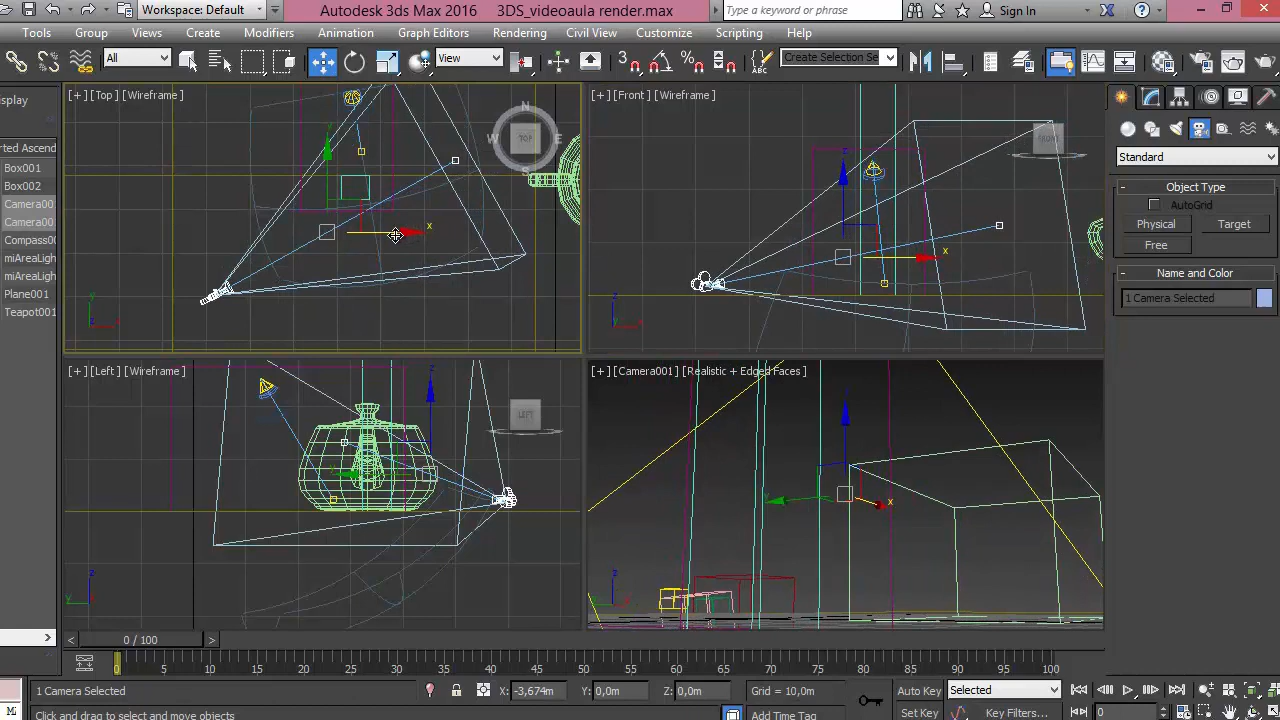 Workspace: Default
Autodesk 3ds Max 2016 3DS_videoaula render.max
Type a keyword or phrase
Sign In
Tools Group Views Create Modifiers Animation Graph Editors Rendering Civil View Customize Scripting Help
All
View
3
Create Selection Se
isplay
[+] [Top] [Wireframe]
[+] [Front] [Wireframe]
N
W TOP E
S
FRONT
Standard
rted Ascend
Box001
Box002
Camera00
Camera00
Compass00
miAreaLigh
miAreaLigh
Plane001
Teapot001
Object Type
AutoGrid
Physical Target
Free
Name and Color
1 Camera Selected
y
x
z
x
y
x
z
x
[+] [Left] [Wireframe]
[+] [Camera001] [Realistic + Edged Faces]
LEFT
z
y
z
y
y
x
z
x
< 0 / 100 >
0 5 10 15 20 25 30 35 40 45 50 55 60 65 70 75 80 85 90 95 100
1 Camera Selected X: -3,674m Y: 0,0m Z: 0,0m Grid = 10,0m Auto Key Selected
Click and drag to select and move objects Add Time Tag Set Key Key Filters... 0